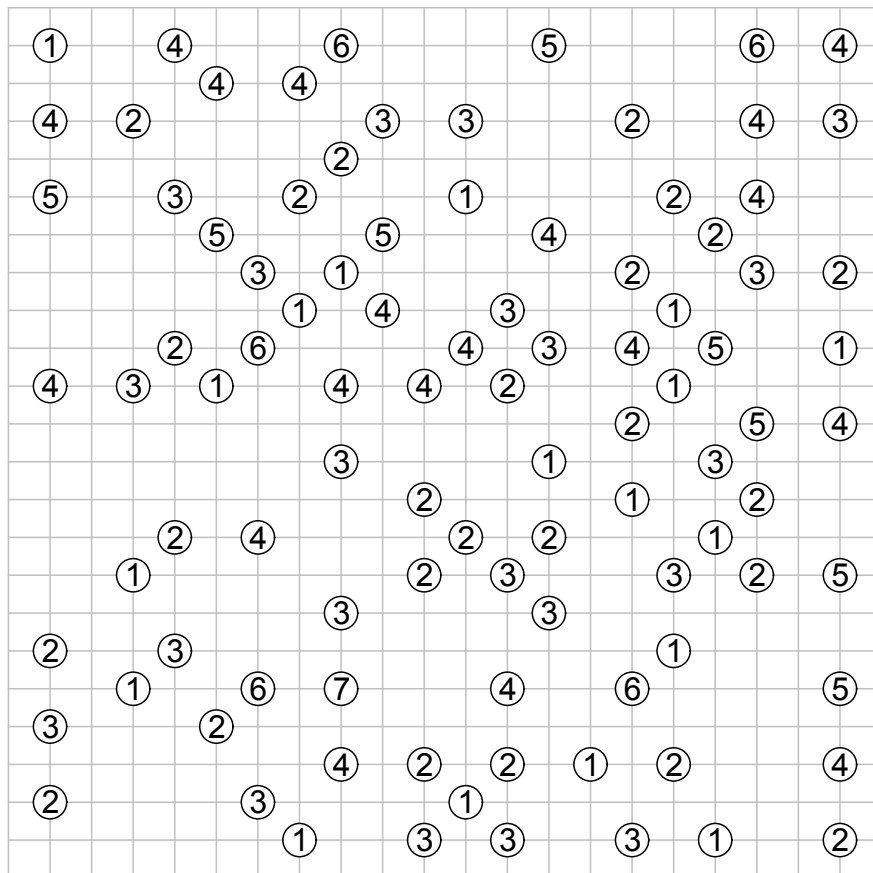 1 4 6 5 6 4
4 4
4 2 3 3 2 4 3
2
5 3 2 1 2 4
5 5 4 2
3 1 2 3 2
1 4 3 1
2 6 4 3 4 5 1
4 3 1 4 4 2 1
2 5 4
3 1 3
2 1 2
2 4 2 2 1
1 2 3 3 2 5
3 3
2 3 1
1 6 7 4 6 5
3 2
4 2 2 1 2 4
2 3 1
1 3 3 3 1 2